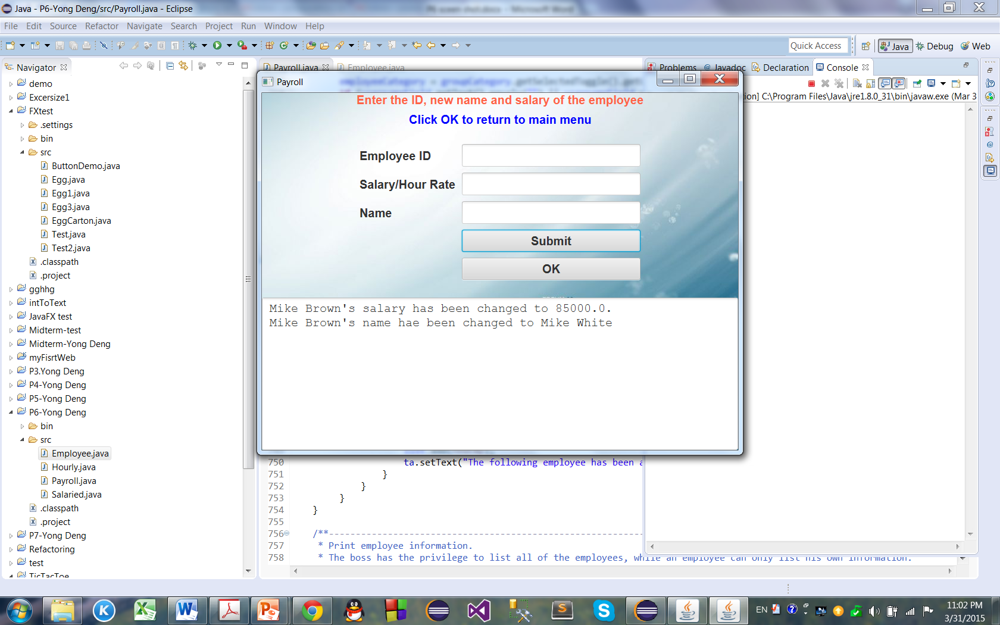 Java - P6-Yong Deng/src/Payroll.java - Eclipse
File Edit Source Refactor Navigate Search Project Run Window Help
Quick Access
Java
Debug
Web
Navigator
demo
Excersize1
FXtest
.settings
bin
src
ButtonDemo.java
Egg.java
Egg1.java
Egg3.java
EggCarton.java
Test.java
Test2.java
.classpath
.project
gghhg
intToText
JavaFX test
Midterm-test
Midterm-Yong Deng
myFisrtWeb
P3.Yong Deng
P4-Yong Deng
P5-Yong Deng
P6-Yong Deng
bin
src
Employee.java
Hourly.java
Payroll.java
Salaried.java
.classpath
.project
P7-Yong Deng
Refactoring
test
TicTacToe
Payroll.java
Employee.java
Payroll
Enter the ID, new name and salary of the employee
Click OK to return to main menu
Employee ID
Salary/Hour Rate
Name
Submit
OK
Mike Brown's salary has been changed to 85000.0.
Mike Brown's name hae been changed to Mike White
750 ta.setText("The following employee has been a
751 }
752 }
753 }
754 }
755
756 /**------------------------------------------------------------
757 * Print employee information.
758 * The boss has the privilege to list all of the employees, while an employee can only list his own information.
Problems
@ Javadoc
Declaration
Console
ion] C:\Program Files\Java\jre1.8.0_31\bin\javaw.exe (Mar 3
EN
11:02 PM
3/31/2015